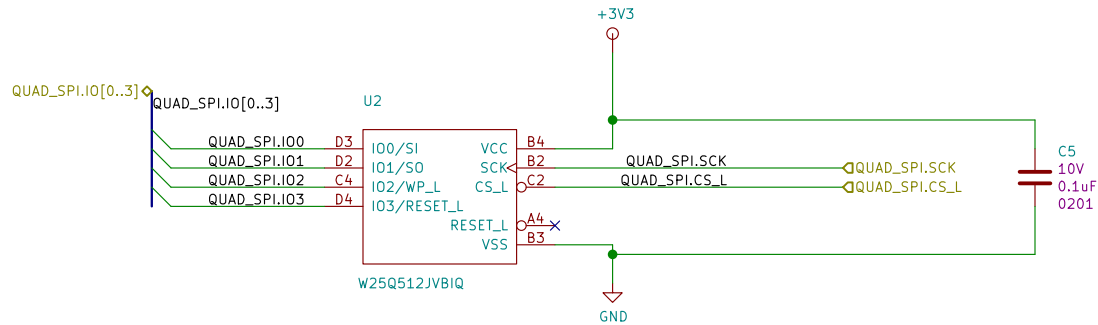 +3V3
QUAD_SPI.IO[0..3]
QUAD_SPI.IO[0..3]
U2
QUAD_SPI.IO0 D3 IO0/SI VCC B4
QUAD_SPI.IO1 D2 IO1/SO SCK B2 QUAD_SPI.SCK QUAD_SPI.SCK
QUAD_SPI.IO2 C4 IO2/WP_L CS_L C2 QUAD_SPI.CS_L QUAD_SPI.CS_L
QUAD_SPI.IO3 D4 IO3/RESET_L
RESET_L A4
VSS B3
C5
10V
0.1uF
0201
W25Q512JVBIQ
GND